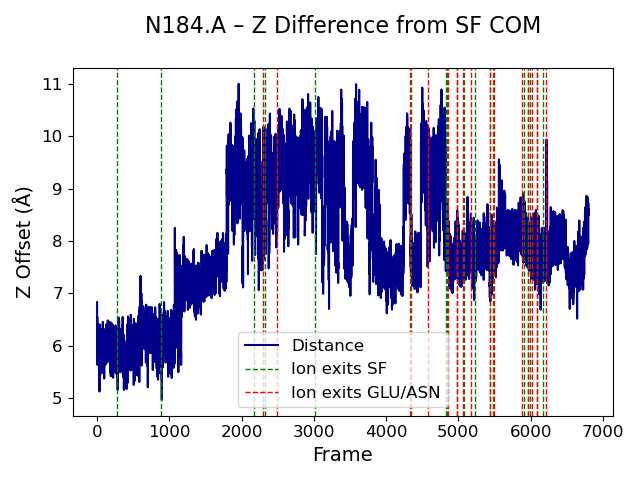 N184.A – Z Difference from SF COM
Z Offset (Å)
11
10
9
8
7
6
5
Distance
Ion exits SF
Ion exits GLU/ASN
0 1000 2000 3000 4000 5000 6000 7000
Frame